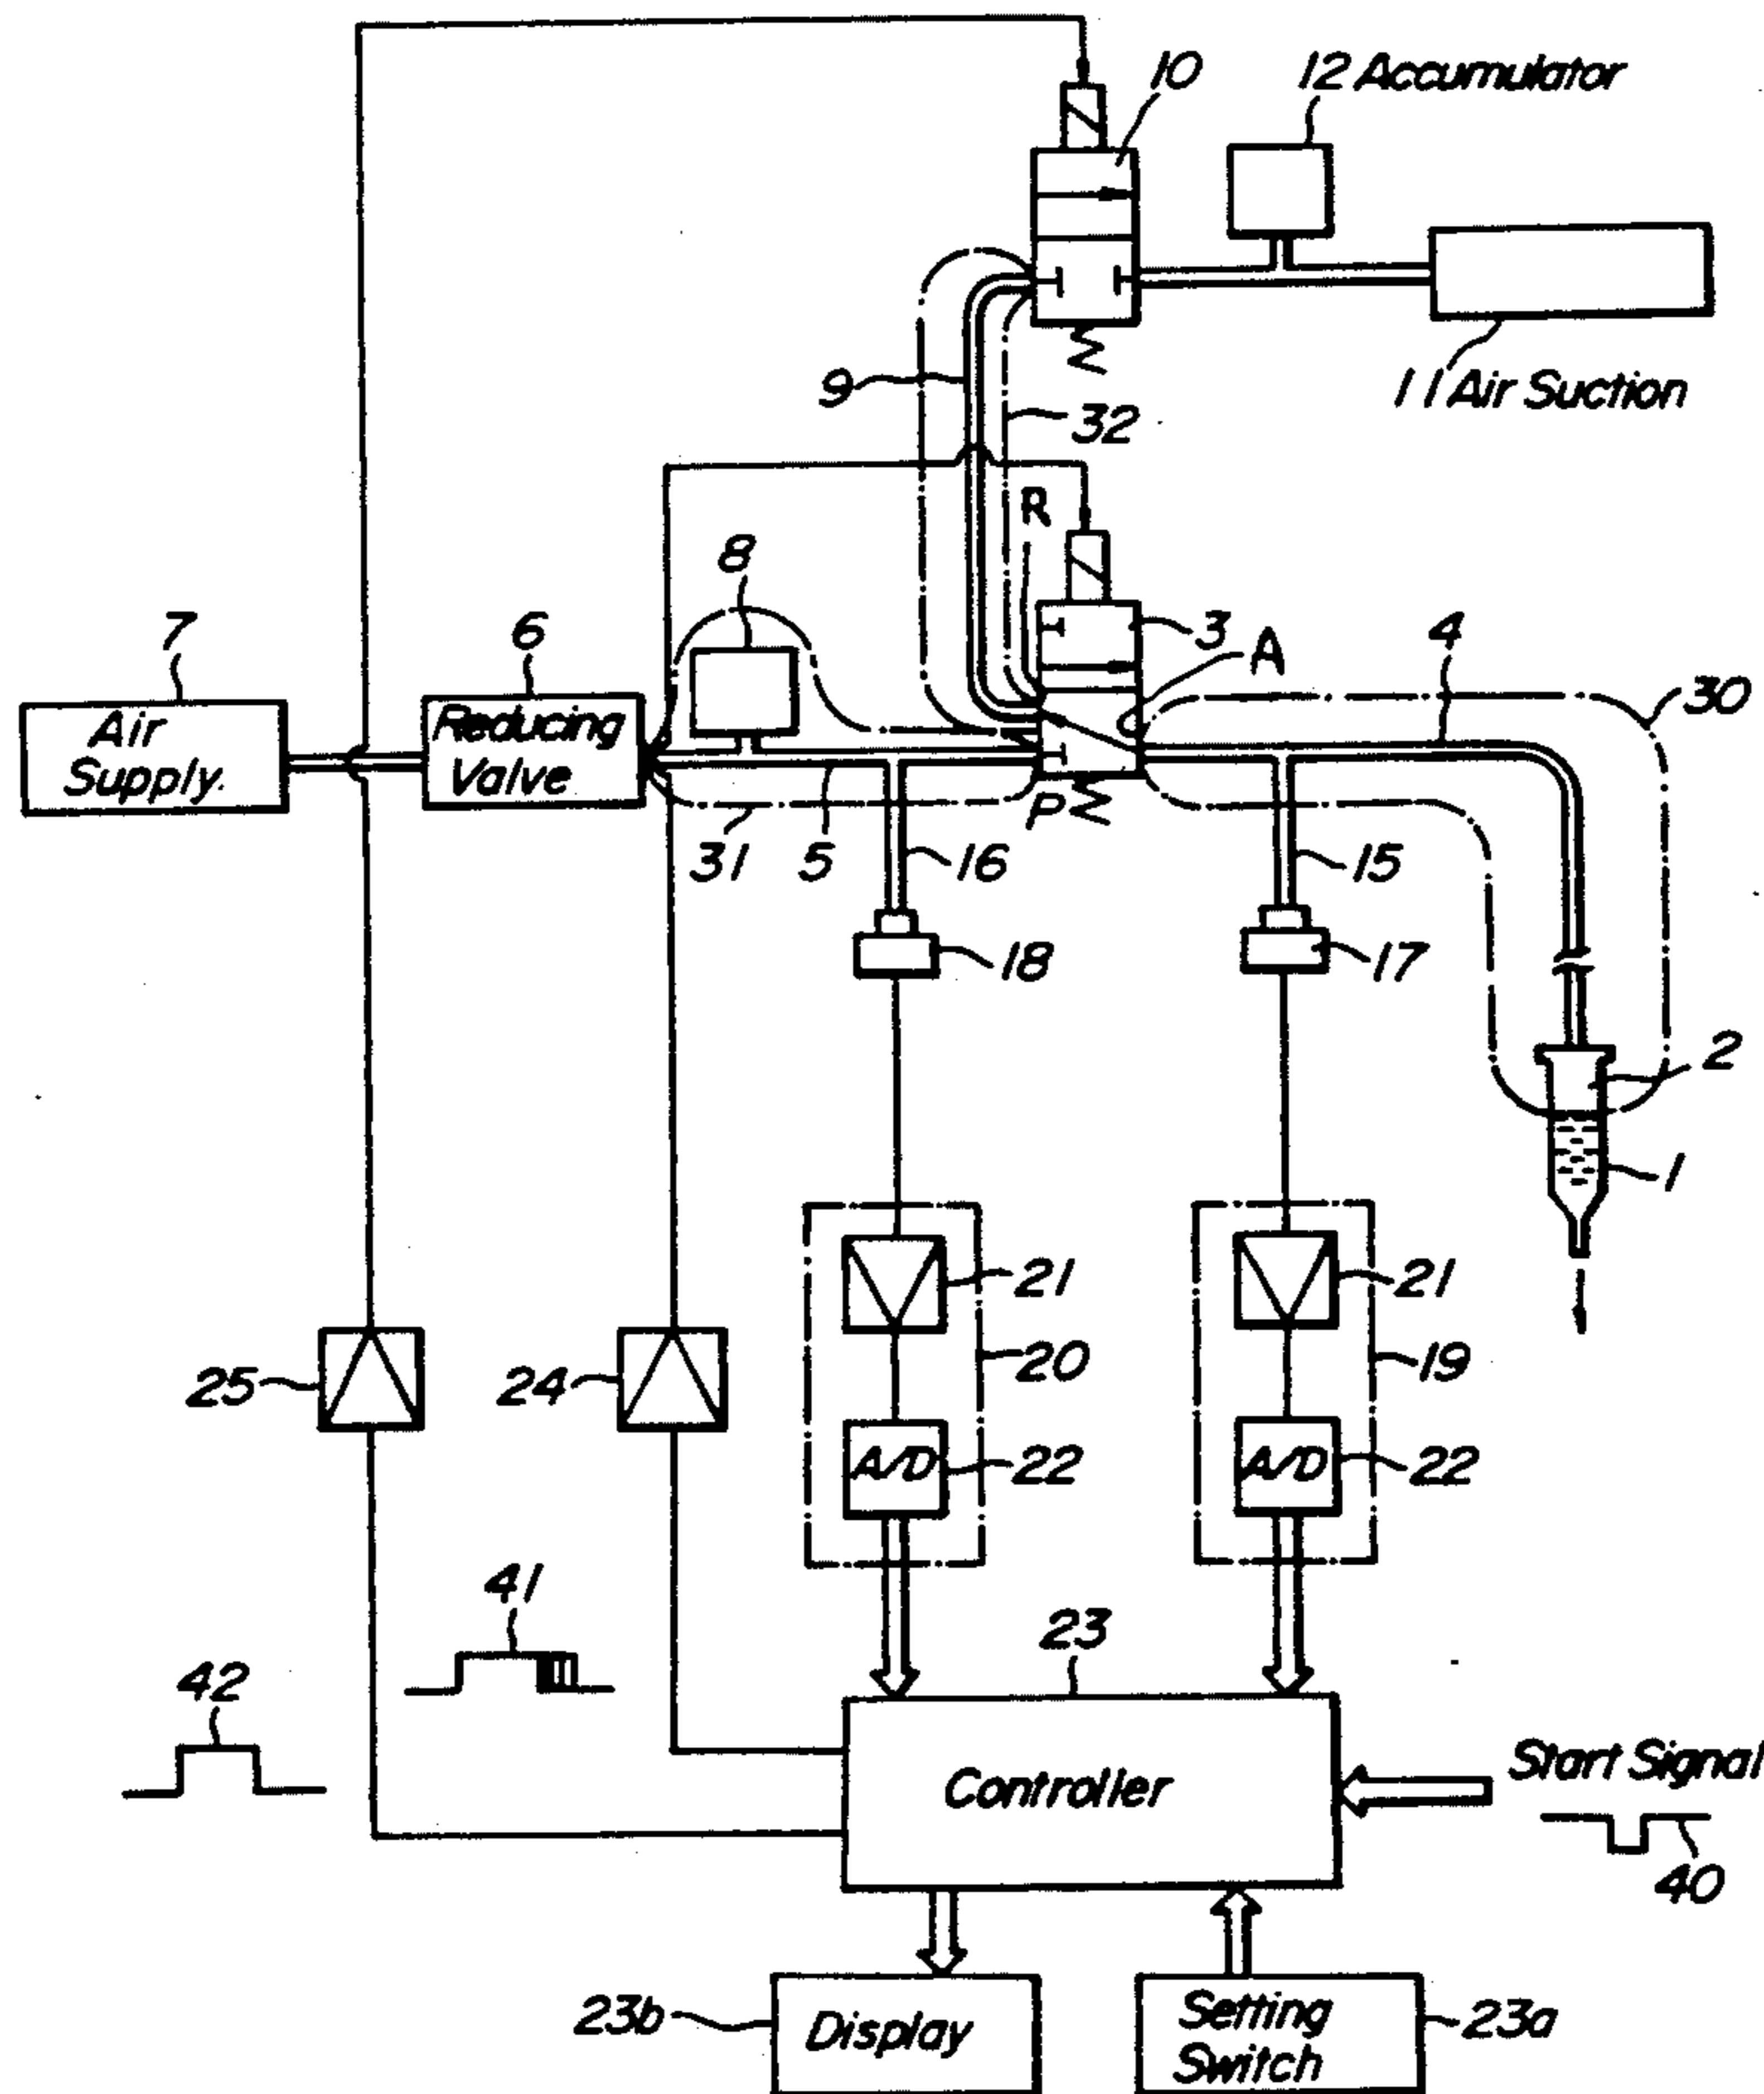 10
12 Accumulator
9
32
11 Air Suction
R
8
7
6
3
A
4
30
Air
Supply.
Reducing
Valve
P
31
5
16
15
18
17
2
1
21
21
25
24
20
19
A/D
22
A/D
22
41
23
42
Controller
Start Signal
40
23b
Display
Setting
Switch
23a